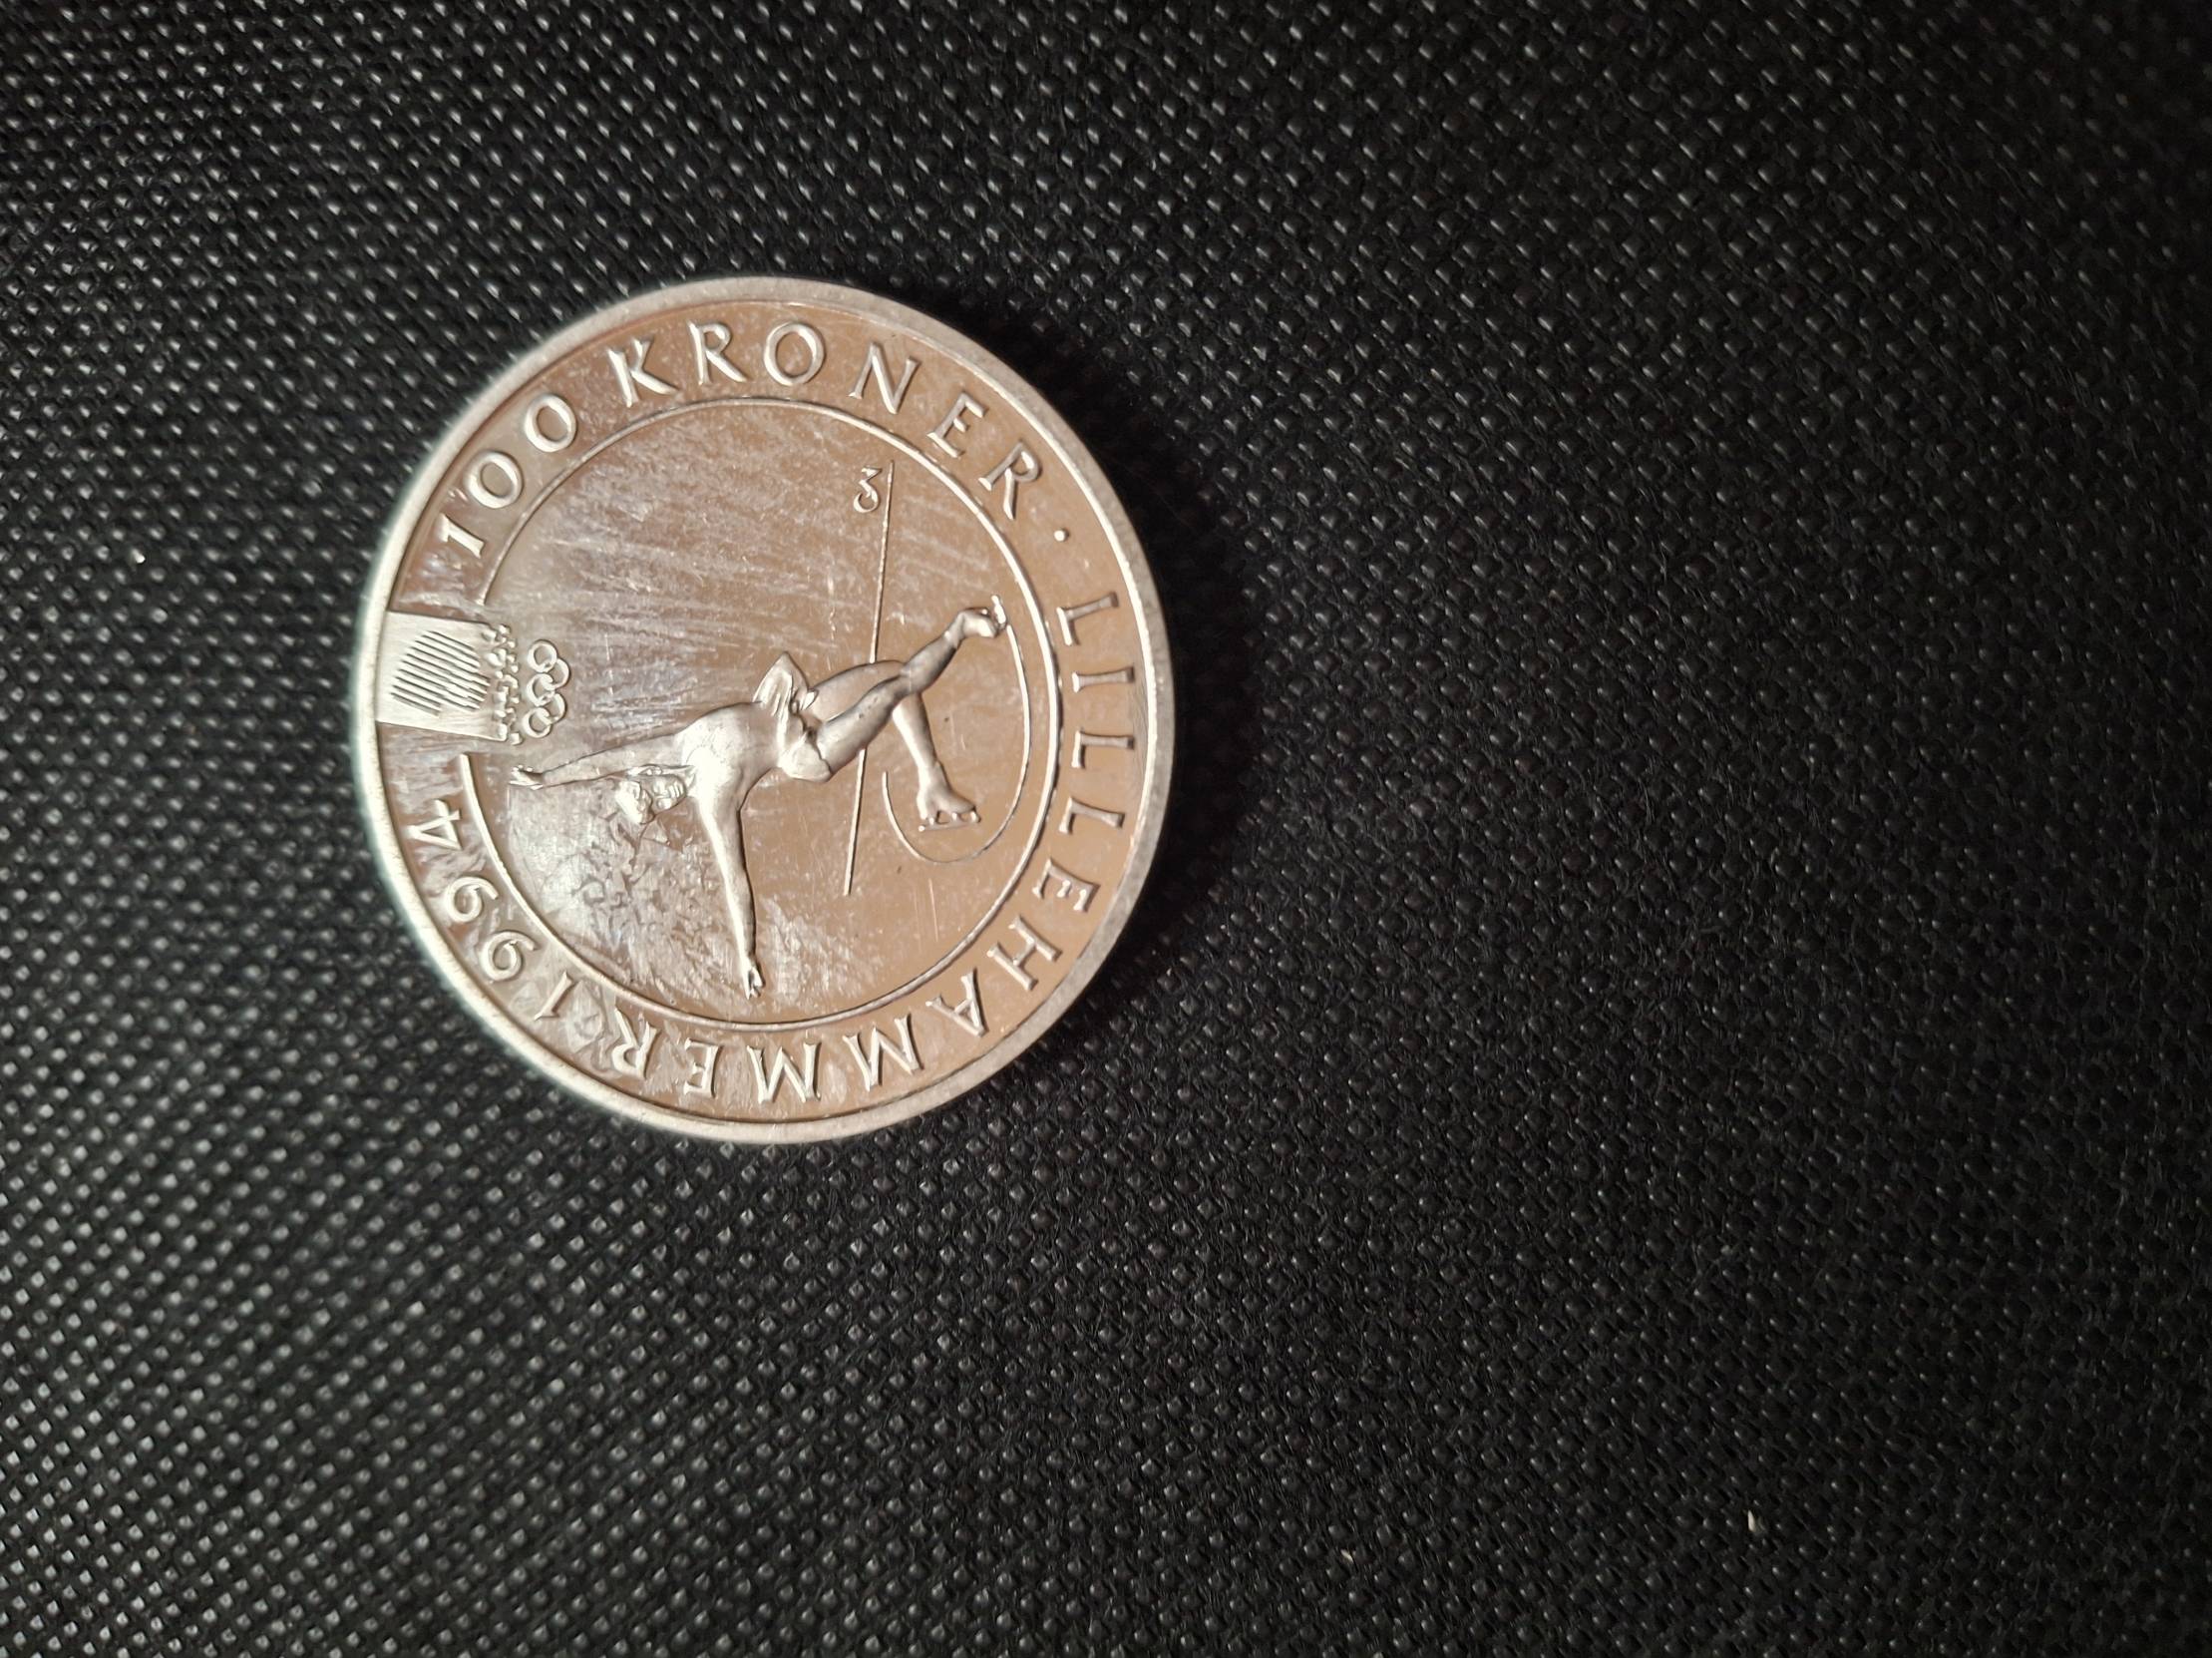 100 KRONER · LILLEHAMMER 1994